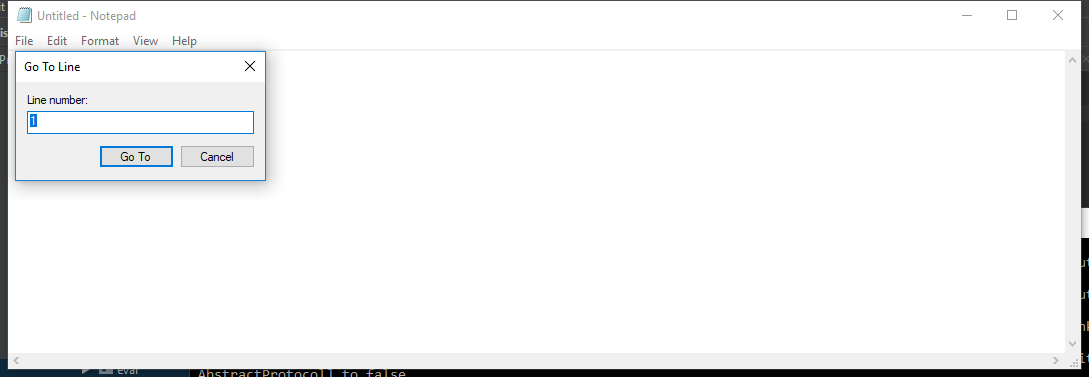 Untitled - Notepad
File Edit Format View Help
Go To Line
Line number:
1
Go To Cancel
eval
AbstractProtocol] to false